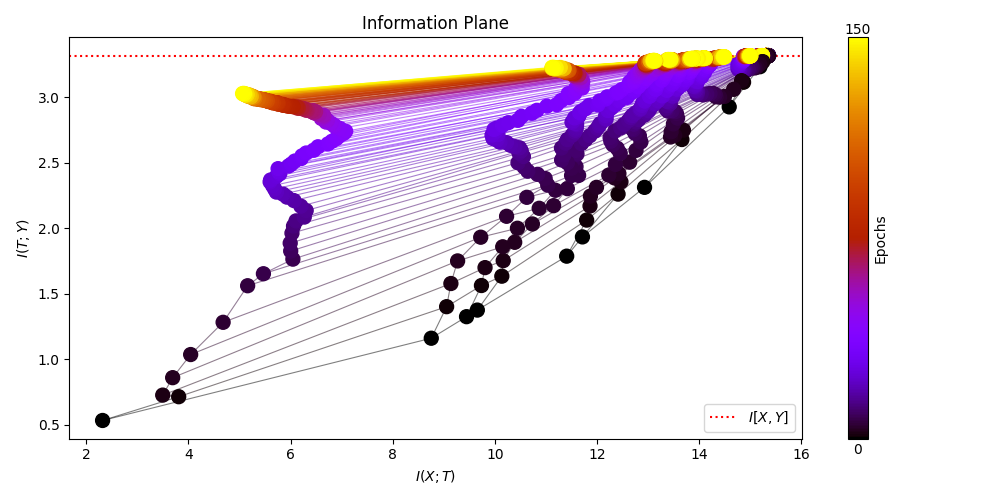 Information Plane
150
3.0
2.5
2.0
1.5
1.0
0.5
I(T; Y)
Epochs
I[X, Y]
0
2 4 6 8 10 12 14 16
I(X; T)